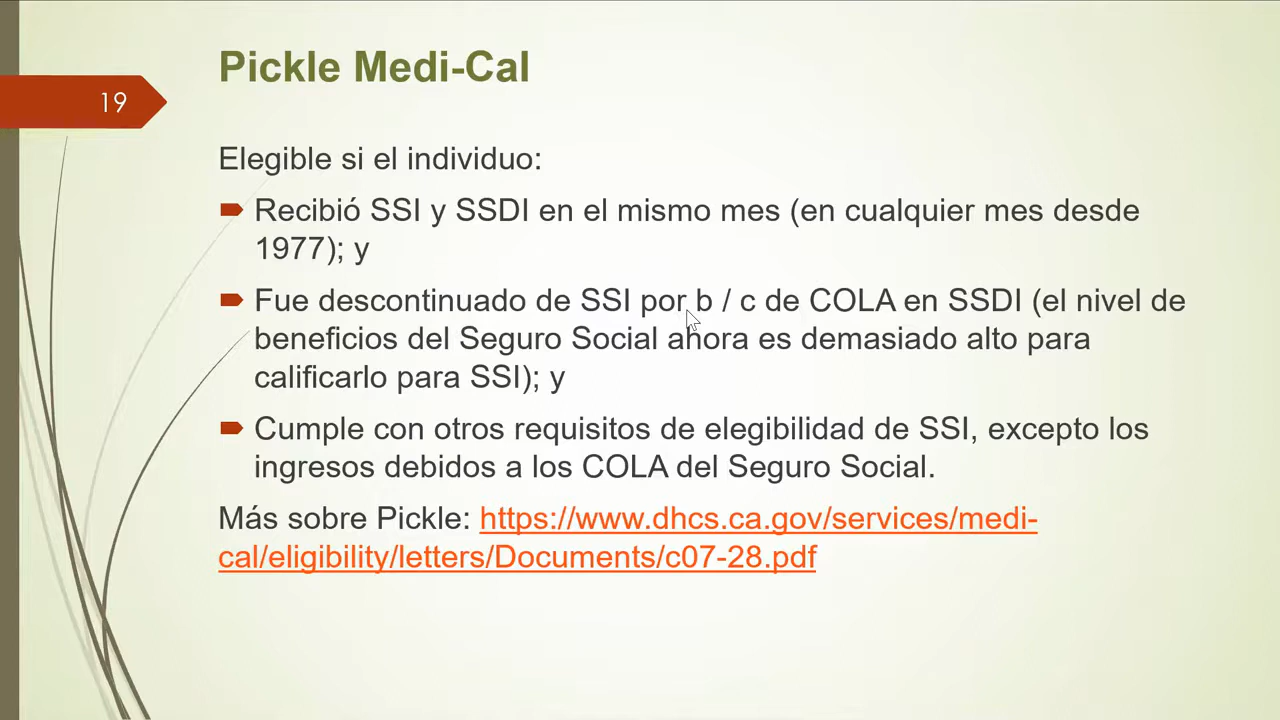 Pickle Medi-Cal
19
Elegible si el individuo:
Recibió SSI y SSDI en el mismo mes (en cualquier mes desde
1977); y
Fue descontinuado de SSI por b / c de COLA en SSDI (el nivel de
beneficios del Seguro Social ahora es demasiado alto para
calificarlo para SSI); y
Cumple con otros requisitos de elegibilidad de SSI, excepto los
ingresos debidos a los COLA del Seguro Social.
Más sobre Pickle: https://www.dhcs.ca.gov/services/medi-
cal/eligibility/letters/Documents/c07-28.pdf